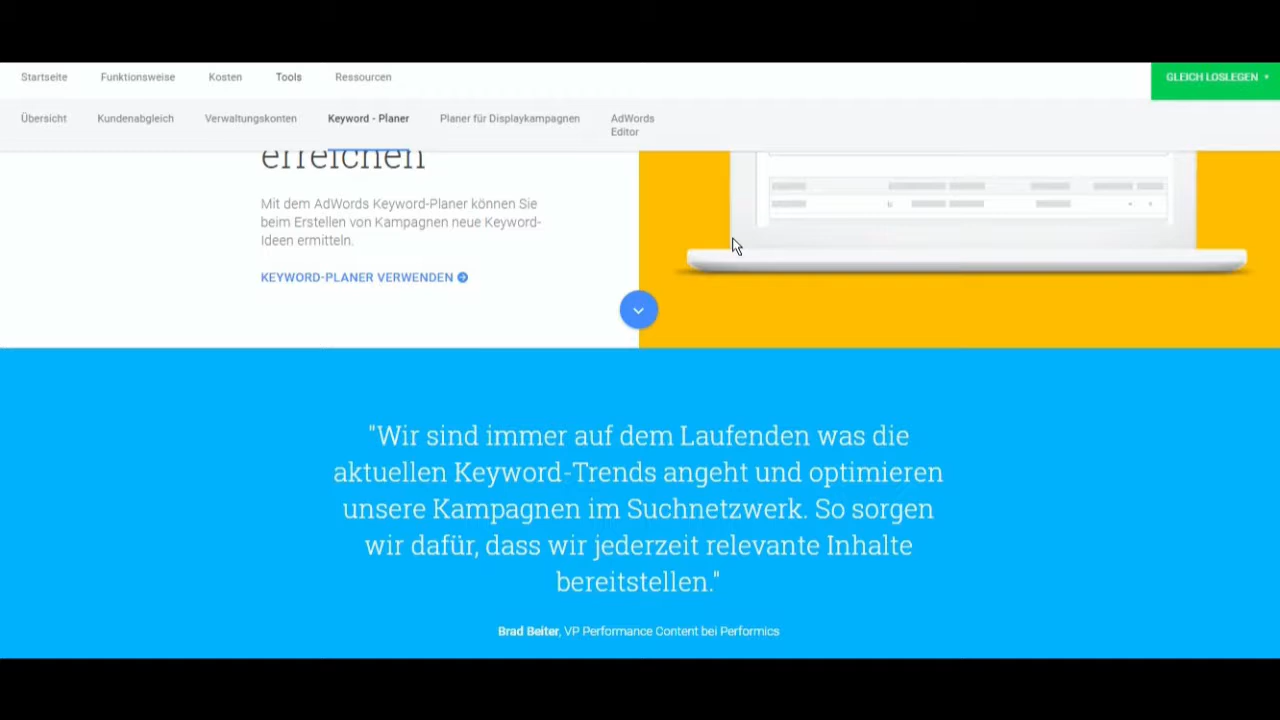 Startseite Funktionsweise Kosten Tools Ressourcen GLEICH LOSLEGEN
Übersicht Kundenabgleich Verwaltungskonten Keyword - Planer Planer für Displaykampagnen AdWords
Editor
erreichen
Mit dem AdWords Keyword-Planer können Sie
beim Erstellen von Kampagnen neue Keyword-
Ideen ermitteln.
KEYWORD-PLANER VERWENDEN
"Wir sind immer auf dem Laufenden was die
aktuellen Keyword-Trends angeht und optimieren
unsere Kampagnen im Suchnetzwerk. So sorgen
wir dafür, dass wir jederzeit relevante Inhalte
bereitstellen."
Brad Beiter, VP Performance Content bei Performics